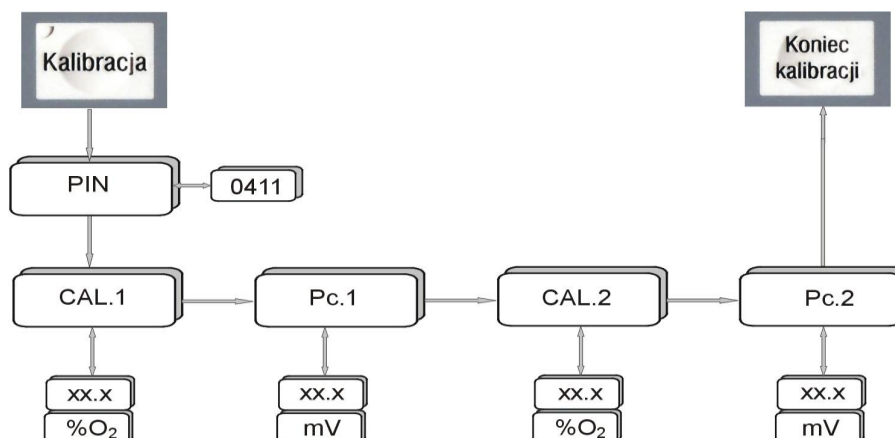 Kalibracja
Koniec
kalibracji
PIN
0411
CAL.1
Pc.1
CAL.2
Pc.2
xx.x
xx.x
xx.x
xx.x
%O₂
mV
%O₂
mV